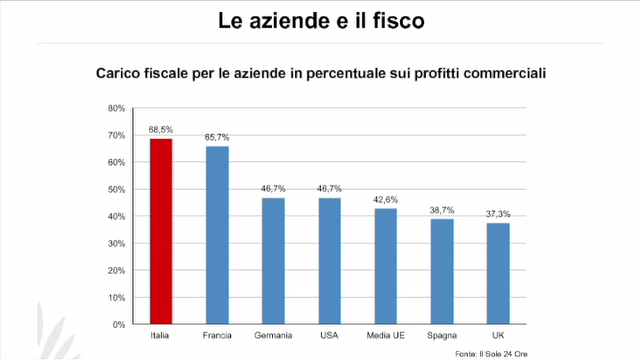 Le aziende e il fisco
Carico fiscale per le aziende in percentuale sui profitti commerciali
80%
70%
60%
50%
40%
30%
20%
10%
0%
68,5%
65,7%
46,7%
46,7%
42,6%
38,7%
37,3%
Italia
Francia
Germania
USA
Media UE
Spagna
UK
Fonte: Il Sole 24 Ore